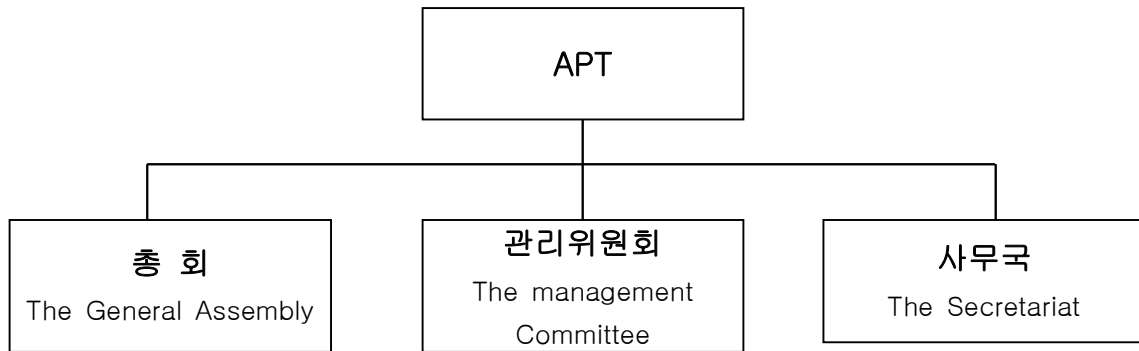 APT
총 회
The General Assembly
관리위원회
The management
Committee
사무국
The Secretariat